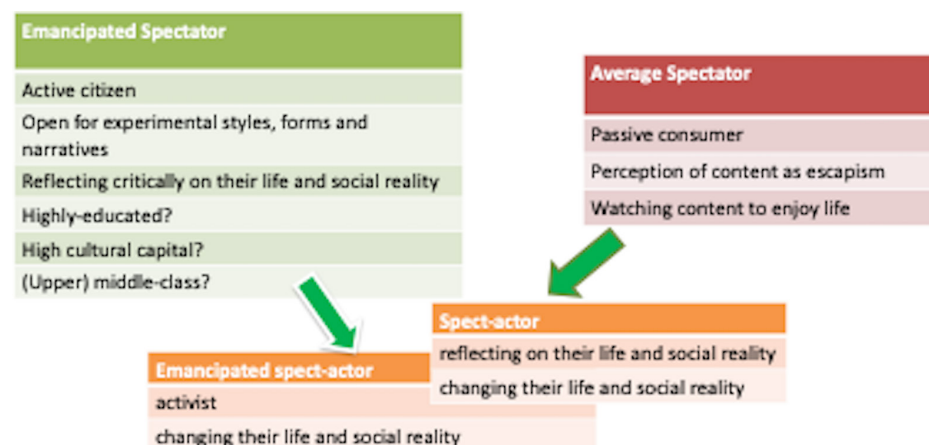 Emancipated Spectator
Active citizen
Open for experimental styles, forms and
narratives
Reflecting critically on their life and social reality
Highly-educated?
High cultural capital?
(Upper) middle-class?
Average Spectator
Passive consumer
Perception of content as escapism
Watching content to enjoy life
Spect-actor
reflecting on their life and social reality
changing their life and social reality
Emancipated spect-actor
activist
changing their life and social reality